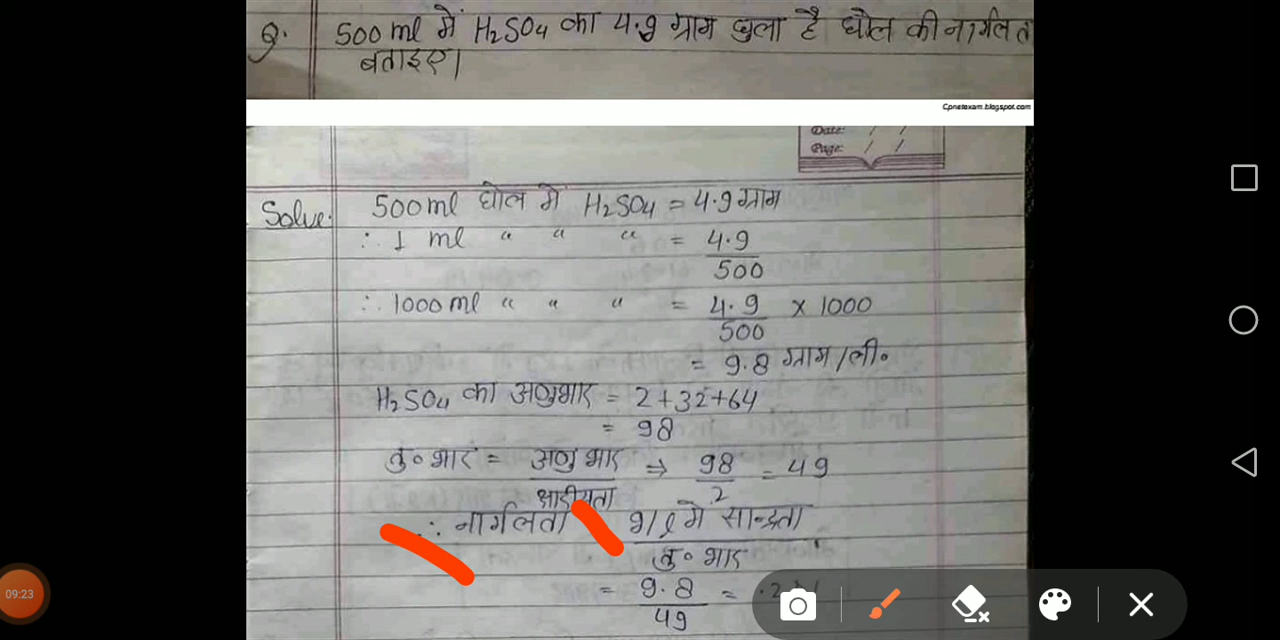 Q. 500 ml में H₂SO₄ का 4.9 ग्राम घुला है घोल की नार्मलता
बताइए।
Cpnetexam.blogspot.com
Date: / /
Page: / /
Solve: 500ml घोल में H₂SO₄ = 4.9 ग्राम
∴ 1 ml " " " = 4.9/500
∴ 1000 ml " " " = 4.9/500 x 1000
= 9.8 ग्राम/ली०
H₂SO₄ का अणुभार = 2+32+64
= 98
तु० भार = अणु भार/क्षारीयता ⇒ 98/2 = 49
∴ नार्मलता g/l में सान्द्रता/तु० भार
= 9.8/49 =
09:23